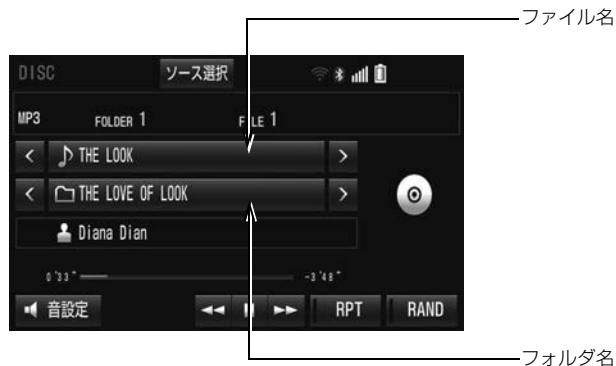 ファイル名
DISC ソース選択
MP3 FOLDER 1 FILE 1
< THE LOOK >
< THE LOVE OF LOOK >
Diana Dian
0'33" -3'48"
音設定 RPT RAND
フォルダ名